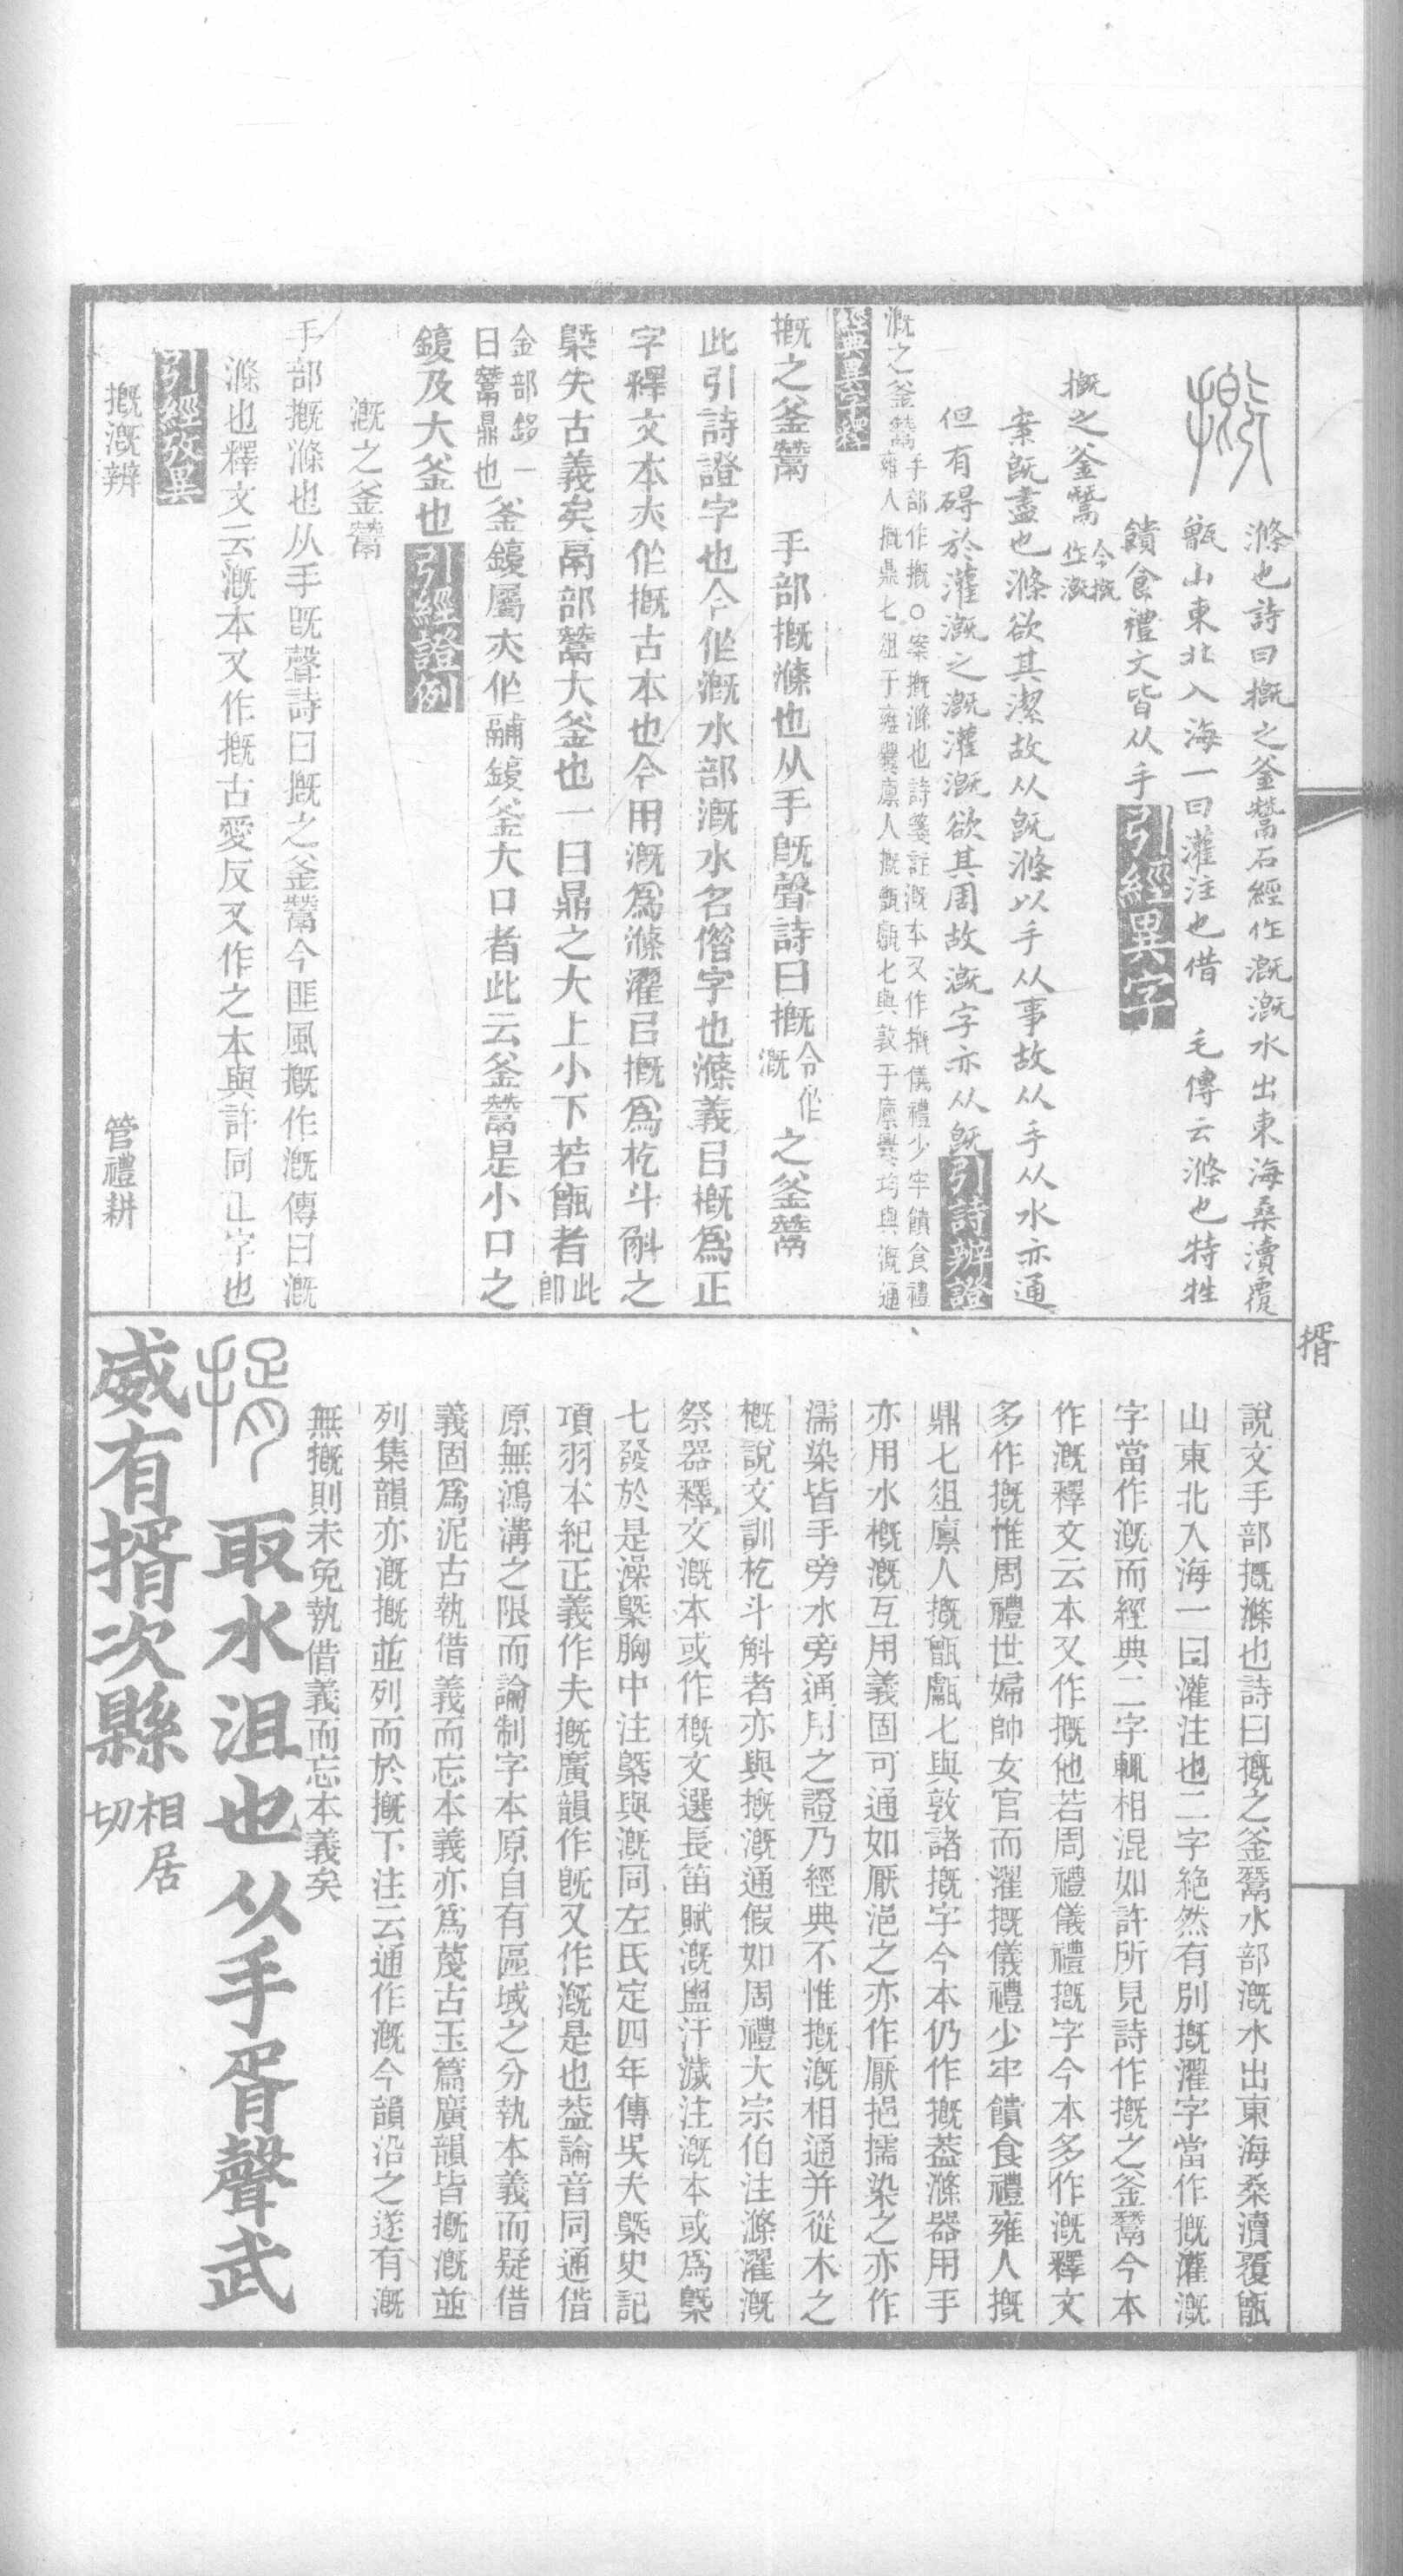 滌也詩曰摡之釜鬵石經作漑漑水出東海桑瀆覆
甑山東北入海一曰灌注也借　毛傳云滌也特牲
饋食禮文皆从手引經異字
摡之釜鬵今摡作漑
案旣盡也滌欲其潔故从旣滌以手从事故从手从水亦通
但有碍於灌漑之漑灌漑欲其周故漑字亦从旣引詩辨證
漑之釜鬵手部作摡○案摡滌也詩箋註漑本又作摡儀禮少牢饋食禮
雍人摡鼎匕俎于雍爨廩人摡甑甗匕與敦于廩爨均與漑通
經典異字釋
摡之釜鬵　手部摡滌也从手旣聲詩曰摡今作漑之釜鬵
此引詩證字也今作漑水部漑水名偕字也滌義㠯摡爲正
字釋文本亦作摡古本也今用漑爲滌濯㠯摡爲杚斗斛之
槩失古義矣鬲部鬵大釜也一曰鼎之大上小下若甑者此卽
金部鉹一曰鬵鼎也釜鍑屬亦作䥶鍑釜大口者此云釜鬵是小口之
鍑及大釜也引經證例
漑之釜鬵
手部摡滌也从手旣聲詩曰摡之釜鬵今匪風摡作漑傳曰漑
滌也釋文云漑本又作摡古愛反又作之本與許同正字也
引經攷異
摡漑辨　管禮耕
揟
說文手部摡滌也詩曰摡之釜鬵水部漑水出東海桑瀆覆甑
山東北入海一曰灌注也二字絶然有別摡濯字當作摡灌漑
字當作漑而經典二字輒相混如許所見詩作摡之釜鬵今本
作漑釋文云本又作摡他若周禮儀禮摡字今本多作漑釋文
多作摡惟周禮世婦帥女官而濯摡儀禮少牢饋食禮雍人摡
鼎匕俎廩人摡甑甗匕與敦諸摡字今本仍作摡葢滌器用手
亦用水摡漑互用義固可通如厭浥之亦作厭挹擩染之亦作
濡染皆手旁水旁通用之證乃經典不惟摡漑相通并從木之
槪說文訓杚斗斛者亦與摡漑通假如周禮大宗伯注滌濯漑
祭器釋文漑本或作槪文選長笛賦漑盥汙濊注漑本或爲槩
七發於是澡槩胸中注槩與漑同左氏定四年傳吳夫槩史記
項羽本紀正義作夫摡廣韻作旣又作漑是也葢論音同通偕
原無鴻溝之限而論制字本原自有區域之分執本義而疑借
義固爲泥古執借義而忘本義亦爲蔑古玉篇廣韻皆摡漑並
列集韻亦漑摡並列而於摡下注云通作漑今韻沿之遂有漑
無摡則未免執借義而忘本義矣
揟取水沮也从手胥聲武
威有揟次縣相居切